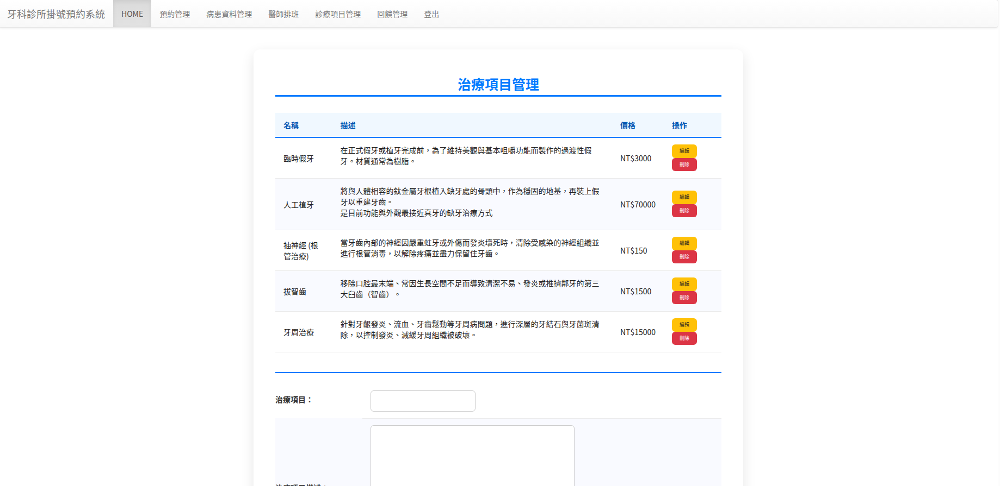 牙科診所掛號預約系統 HOME 預約管理 病患資料管理 醫師排班 診療項目管理 回饋管理 登出
治療項目管理
名稱 描述 價格 操作
臨時假牙
在正式假牙或植牙完成前，為了維持美觀與基本咀嚼功能而製作的過渡性假
牙。材質通常為樹脂。
NT$3000
編輯
刪除
人工植牙
將與人體相容的鈦金屬牙根植入缺牙處的骨頭中，作為穩固的地基，再裝上假
牙以重建牙齒。
是目前功能與外觀最接近真牙的缺牙治療方式
NT$70000
編輯
刪除
抽神經 (根
管治療)
當牙齒內部的神經因嚴重蛀牙或外傷而發炎壞死時，清除受感染的神經組織並
進行根管消毒，以解除疼痛並盡力保留住牙齒。
NT$150
編輯
刪除
拔智齒
移除口腔最末端、常因生長空間不足而導致清潔不易、發炎或推擠鄰牙的第三
大臼齒（智齒）。
NT$1500
編輯
刪除
牙周治療
針對牙齦發炎、流血、牙齒鬆動等牙周病問題，進行深層的牙結石與牙菌斑清
除，以控制發炎、減緩牙周組織被破壞。
NT$15000
編輯
刪除
治療項目：